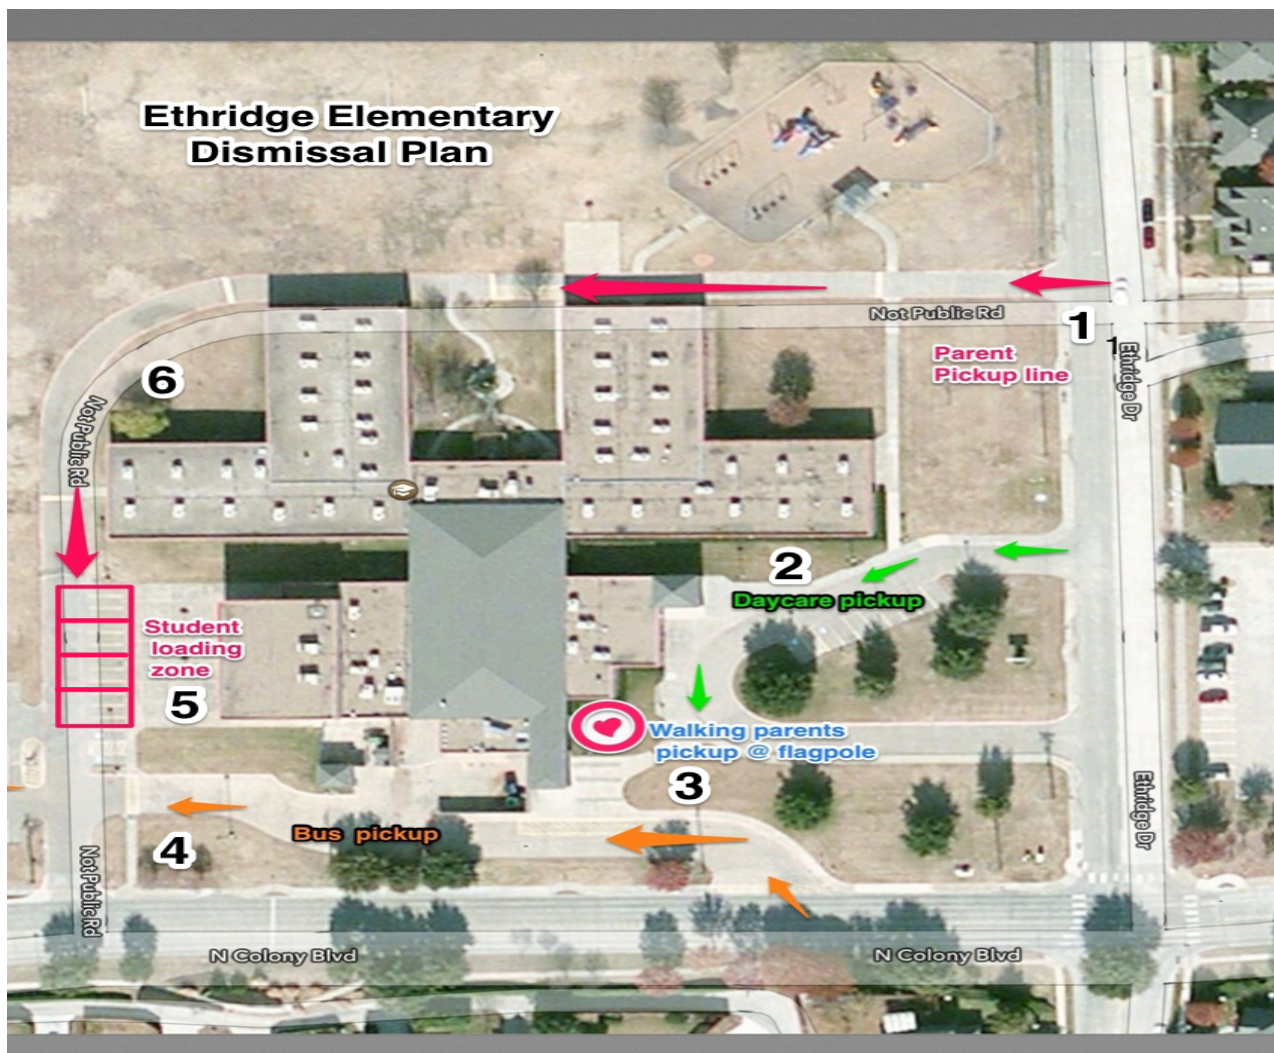 Ethridge Elementary
Dismissal Plan
Not Public Rd
1
1
Parent
Pickup line
Ethridge Dr
6
Not Public Rd
2
Daycare pickup
Student
loading
zone
5
Walking parents
pickup @ flagpole
3
Bus pickup
4
Ethridge Dr
Not Public Rd
N Colony Blvd
N Colony Blvd